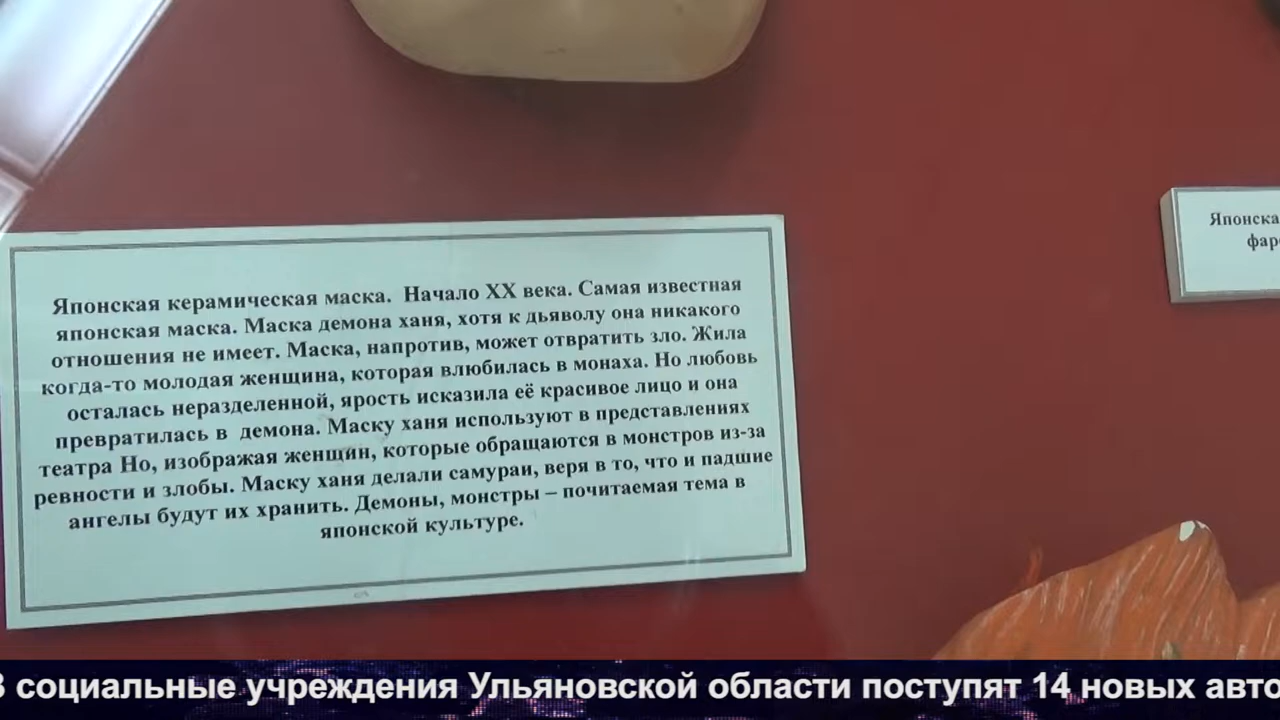 Японская керамическая маска. Начало XX века. Самая известная
японская маска. Маска демона ханя, хотя к дьяволу она никакого
отношения не имеет. Маска, напротив, может отвратить зло. Жила
когда-то молодая женщина, которая влюбилась в монаха. Но любовь
осталась неразделенной, ярость исказила её красивое лицо и она
превратилась в демона. Маску ханя используют в представлениях
театра Но, изображая женщин, которые обращаются в монстров из-за
ревности и злобы. Маску ханя делали самураи, веря в то, что и падшие
ангелы будут их хранить. Демоны, монстры – почитаемая тема в
японской культуре.
Японска
фар
В социальные учреждения Ульяновской области поступят 14 новых авто